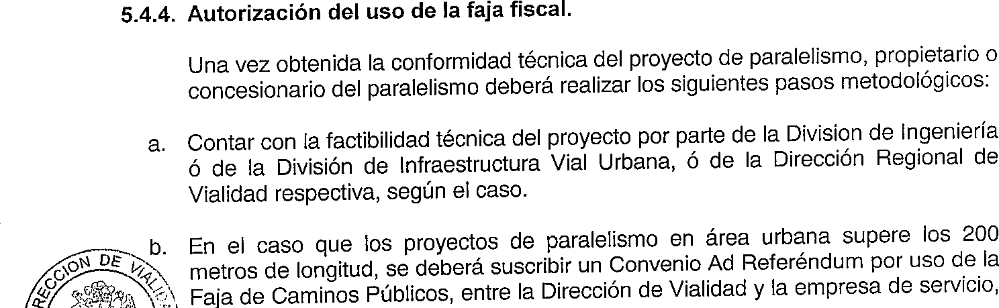 5.4.4. Autorización del uso de la faja fiscal.
Una vez obtenida la conformidad técnica del proyecto de paralelismo, propietario o
concesionario del paralelismo deberá realizar los siguientes pasos metodológicos:
a. Contar con la factibilidad técnica del proyecto por parte de la Division de Ingeniería
ó de la División de Infraestructura Vial Urbana, ó de la Dirección Regional de
Vialidad respectiva, según el caso.
b. En el caso que los proyectos de paralelismo en área urbana supere los 200
metros de longitud, se deberá suscribir un Convenio Ad Referéndum por uso de la
Faja de Caminos Públicos, entre la Dirección de Vialidad y la empresa de servicio,
RECCION DE VIALI